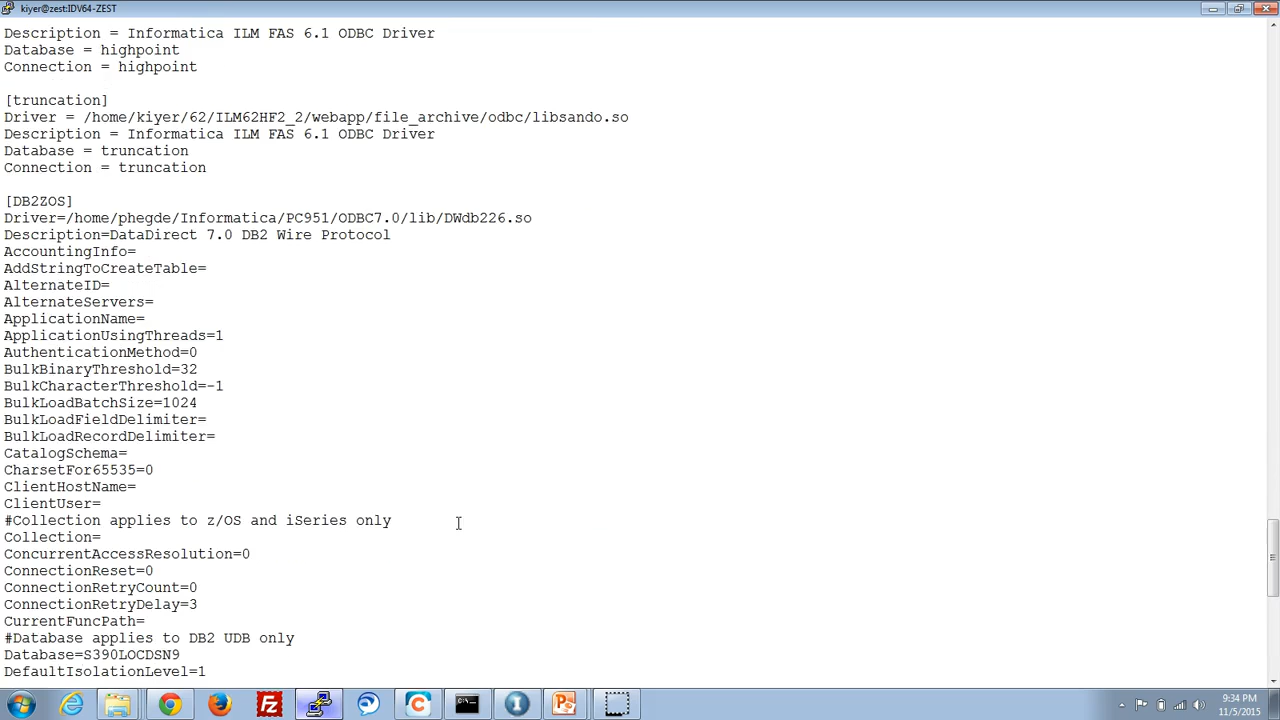 kiyer@zest:IDV64-ZEST
Description = Informatica ILM FAS 6.1 ODBC Driver
Database = highpoint
Connection = highpoint
[truncation]
Driver = /home/kiyer/62/ILM62HF2_2/webapp/file_archive/odbc/libsando.so
Description = Informatica ILM FAS 6.1 ODBC Driver
Database = truncation
Connection = truncation
[DB2ZOS]
Driver=/home/phegde/Informatica/PC951/ODBC7.0/lib/DWdb226.so
Description=DataDirect 7.0 DB2 Wire Protocol
AccountingInfo=
AddStringToCreateTable=
AlternateID=
AlternateServers=
ApplicationName=
ApplicationUsingThreads=1
AuthenticationMethod=0
BulkBinaryThreshold=32
BulkCharacterThreshold=-1
BulkLoadBatchSize=1024
BulkLoadFieldDelimiter=
BulkLoadRecordDelimiter=
CatalogSchema=
CharsetFor65535=0
ClientHostName=
ClientUser=
#Collection applies to z/OS and iSeries only
Collection=
ConcurrentAccessResolution=0
ConnectionReset=0
ConnectionRetryCount=0
ConnectionRetryDelay=3
CurrentFuncPath=
#Database applies to DB2 UDB only
Database=S390LOCDSN9
DefaultIsolationLevel=1
9:34 PM
11/5/2015